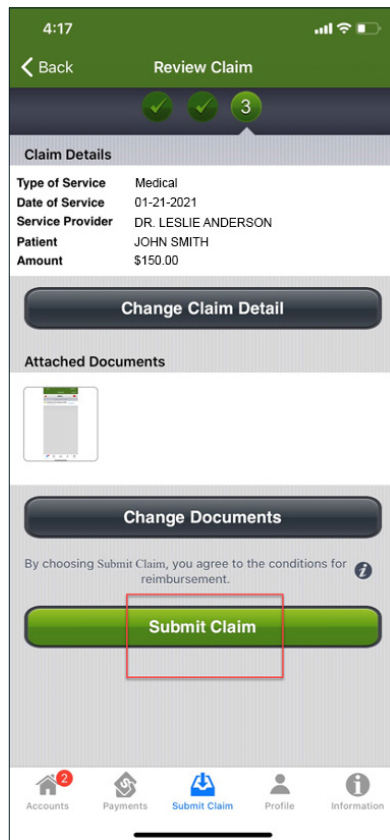 4:17
Back Review Claim
3
Claim Details
Type of Service Medical
Date of Service 01-21-2021
Service Provider DR. LESLIE ANDERSON
Patient JOHN SMITH
Amount $150.00
Change Claim Detail
Attached Documents
Change Documents
By choosing Submit Claim, you agree to the conditions for
reimbursement.
i
Submit Claim
2
Accounts Payments Submit Claim Profile Information